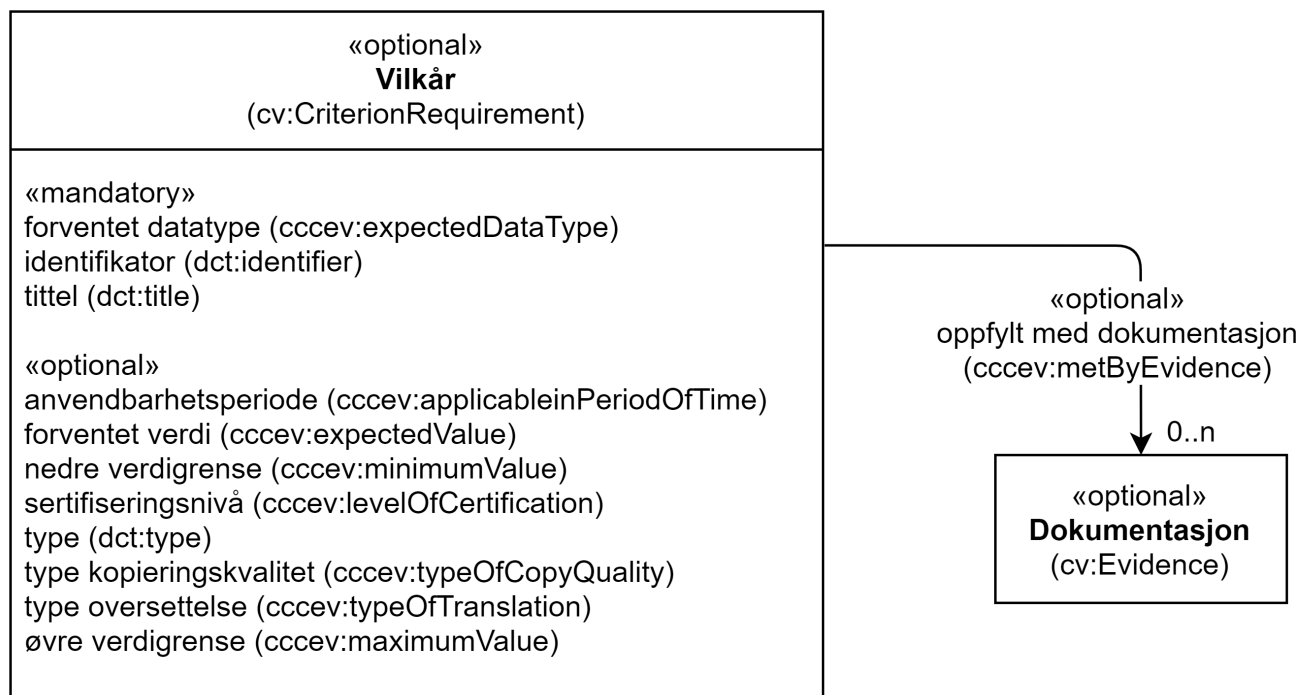 «optional»
Vilkår
(cv:CriterionRequirement)
«mandatory»
forventet datatype (cccev:expectedDataType)
identifikator (dct:identifier)
tittel (dct:title)
«optional»
anvendbarhetsperiode (cccev:applicableinPeriodOfTime)
forventet verdi (cccev:expectedValue)
nedre verdigrense (cccev:minimumValue)
sertifiseringsnivå (cccev:levelOfCertification)
type (dct:type)
type kopieringskvalitet (cccev:typeOfCopyQuality)
type oversettelse (cccev:typeOfTranslation)
øvre verdigrense (cccev:maximumValue)
«optional»
oppfylt med dokumentasjon
(cccev:metByEvidence)
0..n
«optional»
Dokumentasjon
(cv:Evidence)